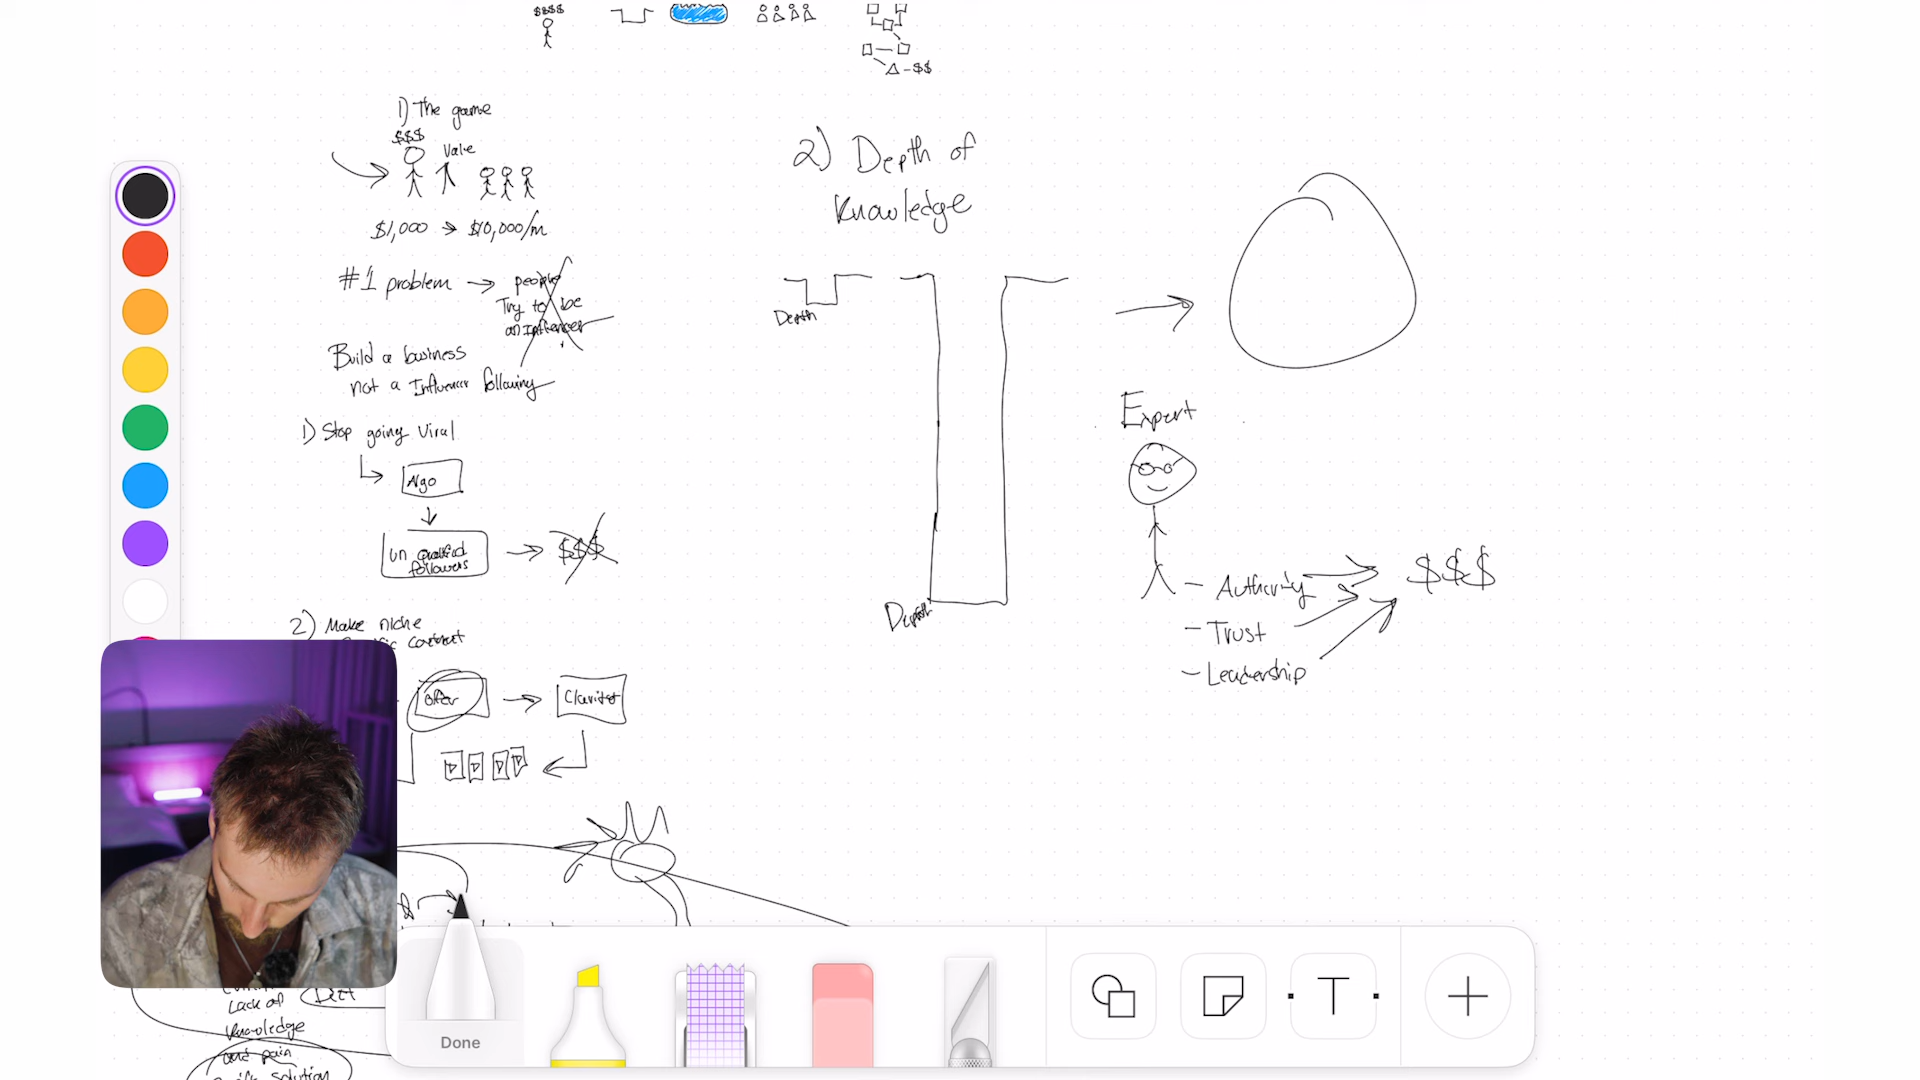 $$$$
-$$
1) The game
$$$
Value
$1,000 → $10,000/m
#1 problem → people
Try to be
an Influencer
Build a business
not a Influencer following
1) Stop going Viral
Algo
un qualified
followers
$$$
2) Make niche
content
offer
Lack of
knowledge
and pain
solution
2) Depth of
knowledge
Depth
Depth
Expert
- Authority
- Trust
- Leadership
$$$
Done
T